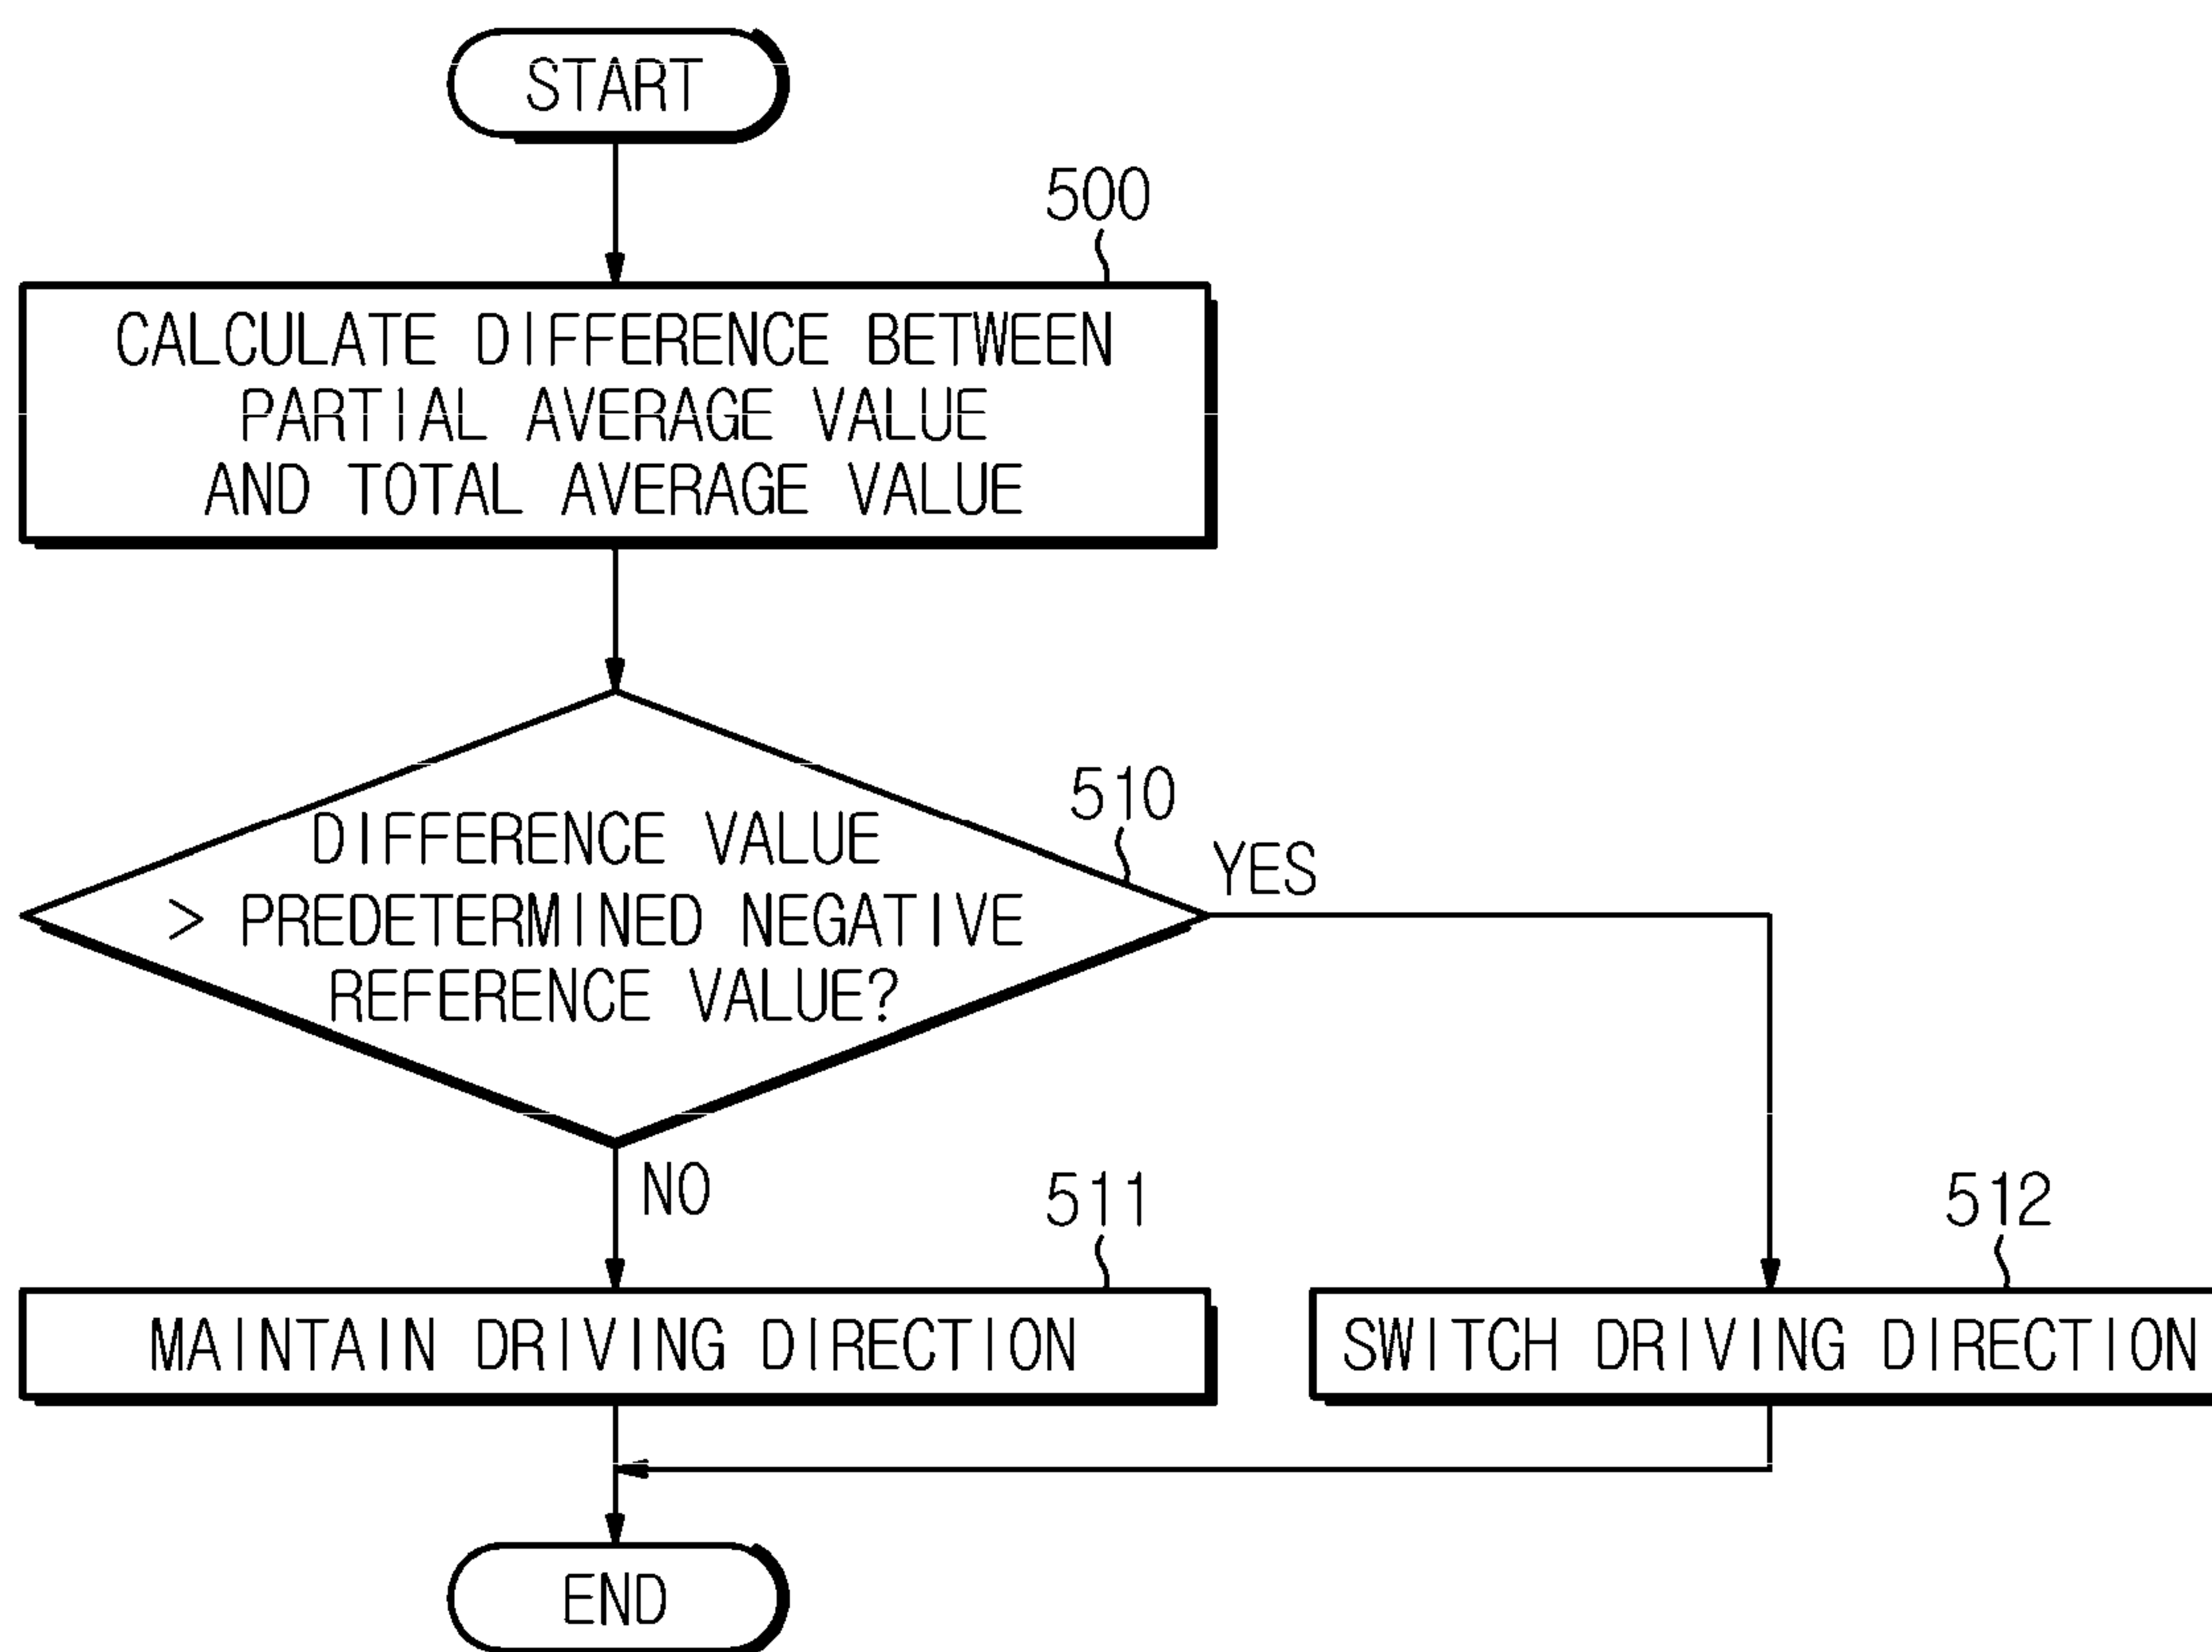 START
500
CALCULATE DIFFERENCE BETWEEN
PARTIAL AVERAGE VALUE
AND TOTAL AVERAGE VALUE
510
DIFFERENCE VALUE
> PREDETERMINED NEGATIVE
REFERENCE VALUE?
YES
NO
511
512
MAINTAIN DRIVING DIRECTION
SWITCH DRIVING DIRECTION
END